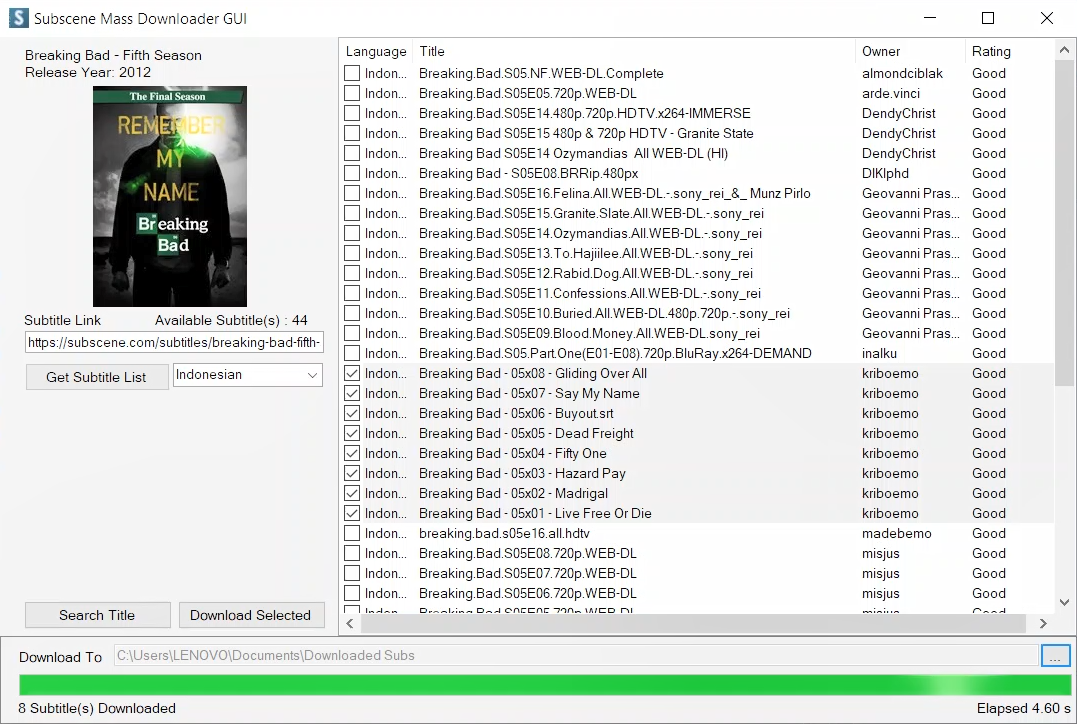 Subscene Mass Downloader GUI
Breaking Bad - Fifth Season
Release Year: 2012
The Final Season
REMEMBER
MY
NAME
Breaking
Bad
Subtitle Link Available Subtitle(s) : 44
https://subscene.com/subtitles/breaking-bad-fifth-
Get Subtitle List Indonesian
Search Title Download Selected
Language Title Owner Rating
Indon... Breaking.Bad.S05.NF.WEB-DL.Complete almondciblak Good
Indon... Breaking.Bad.S05E05.720p.WEB-DL arde.vinci Good
Indon... Breaking.Bad.S05E14.480p.720p.HDTV.x264-IMMERSE DendyChrist Good
Indon... Breaking.Bad.S05E15 480p & 720p HDTV - Granite State DendyChrist Good
Indon... Breaking Bad S05E14 Ozymandias All WEB-DL (HI) DendyChrist Good
Indon... Breaking Bad - S05E08.BRRip.480px DIKIphd Good
Indon... Breaking.Bad.S05E16.Felina.All.WEB-DL.-.sony_rei_&_ Munz Pirlo Geovanni Pras... Good
Indon... Breaking.Bad.S05E15.Granite.Slate.All.WEB-DL.-.sony_rei Geovanni Pras... Good
Indon... Breaking.Bad.S05E14.Ozymandias.All.WEB-DL.-.sony_rei Geovanni Pras... Good
Indon... Breaking.Bad.S05E13.To.Hajiilee.All.WEB-DL.-.sony_rei Geovanni Pras... Good
Indon... Breaking.Bad.S05E12.Rabid.Dog.All.WEB-DL.-.sony_rei Geovanni Pras... Good
Indon... Breaking.Bad.S05E11.Confessions.All.WEB-DL.-.sony_rei Geovanni Pras... Good
Indon... Breaking.Bad.S05E10.Buried.All.WEB-DL.480p.720p.-.sony_rei Geovanni Pras... Good
Indon... Breaking.Bad.S05E09.Blood.Money.All.WEB-DL.sony_rei Geovanni Pras... Good
Indon... Breaking.Bad.S05.Part.One(E01-E08).720p.BluRay.x264-DEMAND inalku Good
Indon... Breaking Bad - 05x08 - Gliding Over All kriboemo Good
Indon... Breaking Bad - 05x07 - Say My Name kriboemo Good
Indon... Breaking Bad - 05x06 - Buyout.srt kriboemo Good
Indon... Breaking Bad - 05x05 - Dead Freight kriboemo Good
Indon... Breaking Bad - 05x04 - Fifty One kriboemo Good
Indon... Breaking Bad - 05x03 - Hazard Pay kriboemo Good
Indon... Breaking Bad - 05x02 - Madrigal kriboemo Good
Indon... Breaking Bad - 05x01 - Live Free Or Die kriboemo Good
Indon... breaking.bad.s05e16.all.hdtv madebemo Good
Indon... Breaking.Bad.S05E08.720p.WEB-DL misjus Good
Indon... Breaking.Bad.S05E07.720p.WEB-DL misjus Good
Indon... Breaking.Bad.S05E06.720p.WEB-DL misjus Good
Indon... Breaking.Bad.S05E05.720p.WEB-DL misjus Good
Download To C:\Users\LENOVO\Documents\Downloaded Subs ...
8 Subtitle(s) Downloaded Elapsed 4.60 s